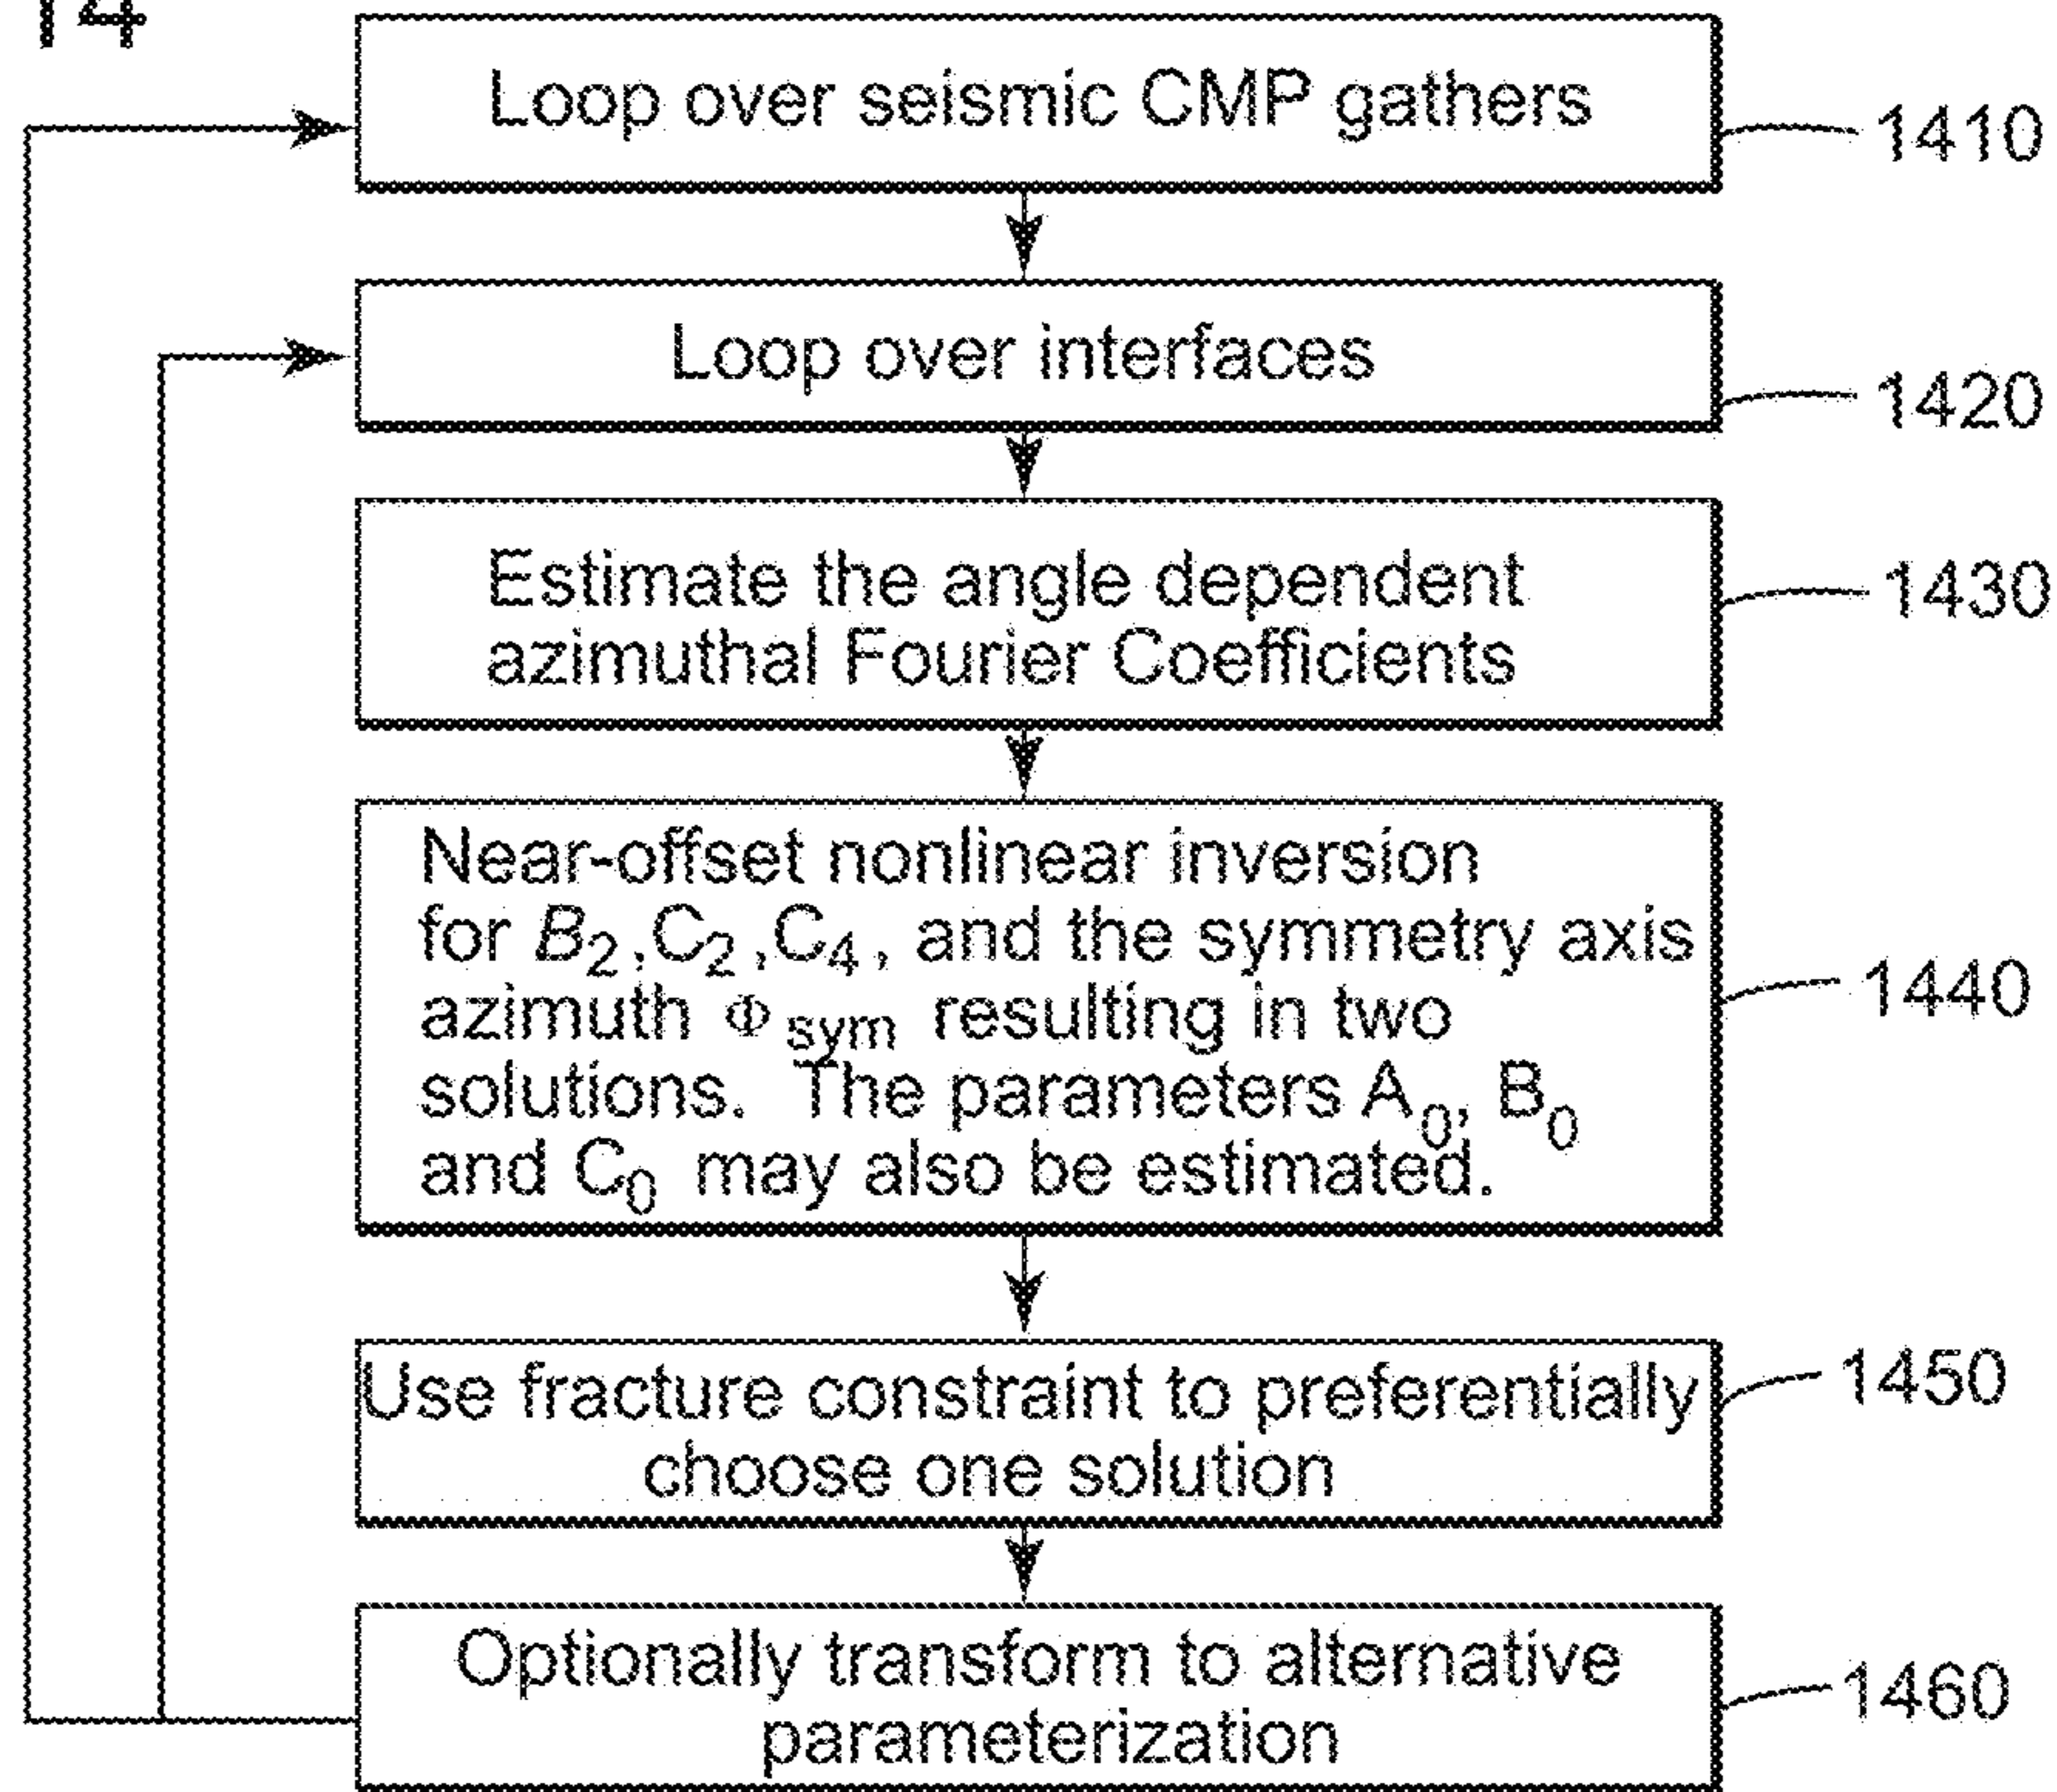 14
Loop over seismic CMP gathers
1410
Loop over interfaces
1420
Estimate the angle dependent
azimuthal Fourier Coefficients
1430
Near-offset nonlinear inversion
for B₂,C₂,C₄, and the symmetry axis
azimuth Φsym resulting in two
solutions. The parameters A₀, B₀
and C₀ may also be estimated.
1440
Use fracture constraint to preferentially
choose one solution
1450
Optionally transform to alternative
parameterization
1460